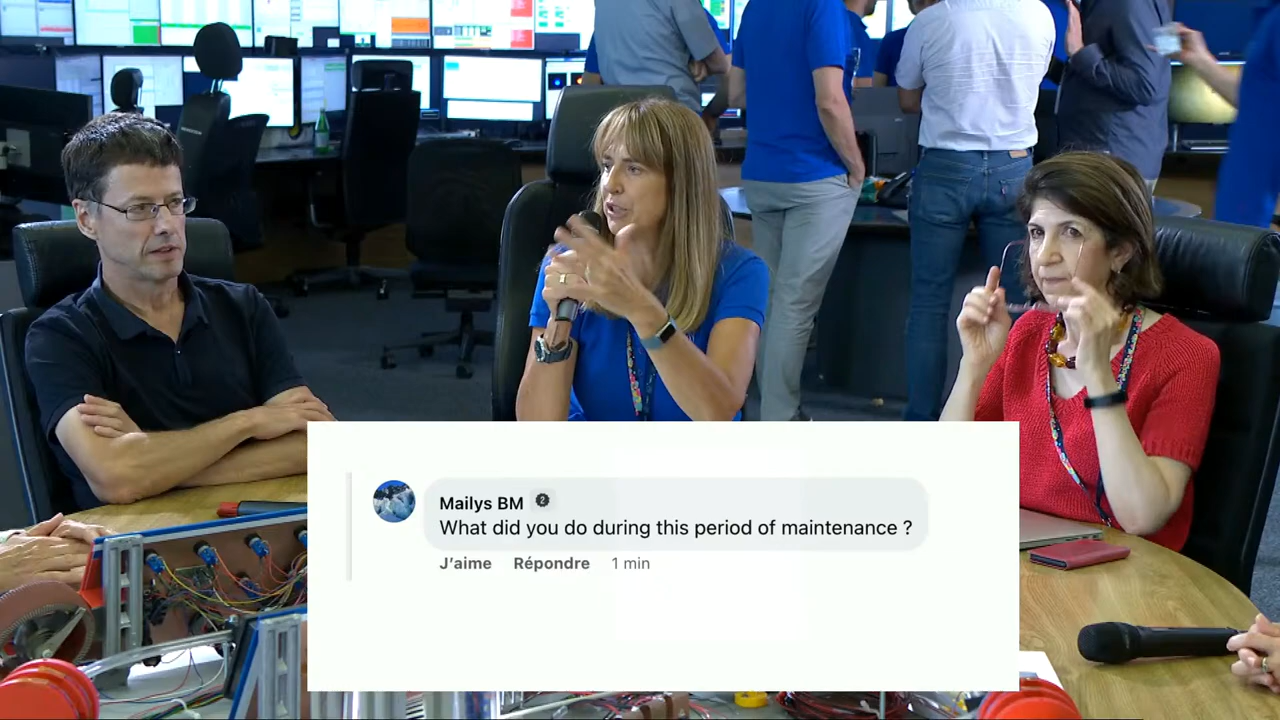 Mailys BM
What did you do during this period of maintenance ?
J’aime Répondre 1 min